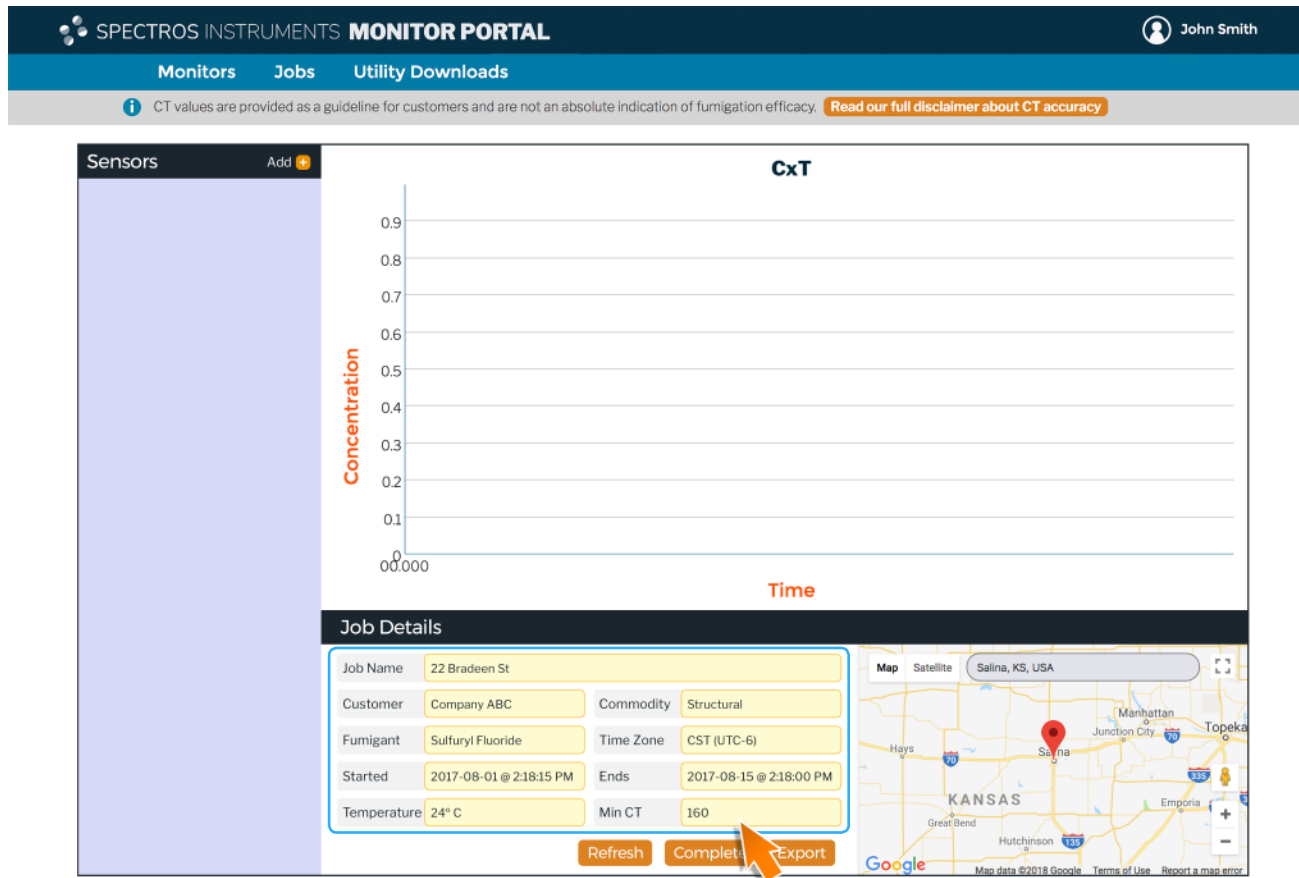 SPECTROS INSTRUMENTS MONITOR PORTAL
John Smith
Monitors Jobs Utility Downloads
i CT values are provided as a guideline for customers and are not an absolute indication of fumigation efficacy. Read our full disclaimer about CT accuracy
Sensors Add +
CxT
0.9
0.8
0.7
0.6
0.5
0.4
0.3
0.2
0.1
0
00.000
Concentration
Time
Job Details
Job Name 22 Bradeen St
Customer Company ABC Commodity Structural
Fumigant Sulfuryl Fluoride Time Zone CST (UTC-6)
Started 2017-08-01 @ 2:18:15 PM Ends 2017-08-15 @ 2:18:00 PM
Temperature 24° C Min CT 160
Refresh Complete Export
Map Satellite Salina, KS, USA
Manhattan
Topeka
Junction City 70
Hays
70
Salina
335
KANSAS
Emporia
Great Bend
+
Hutchinson 135
−
Google Map data ©2018 Google Terms of Use Report a map error